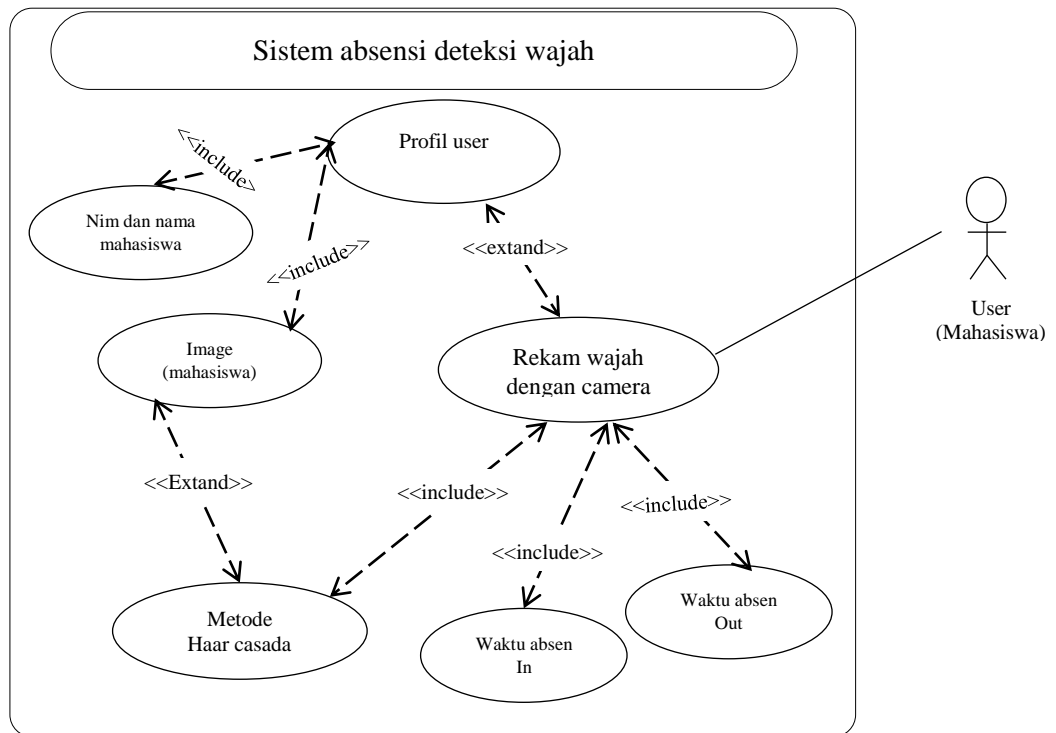 Sistem absensi deteksi wajah
Profil user
<<include>
Nim dan nama
mahasiswa
<<extand>>
<<include>>
User
(Mahasiswa)
Image
(mahasiswa)
Rekam wajah
dengan camera
<<Extand>>
<<include>>
<<include>>
<<include>>
Metode
Haar casada
Waktu absen
In
Waktu absen
Out